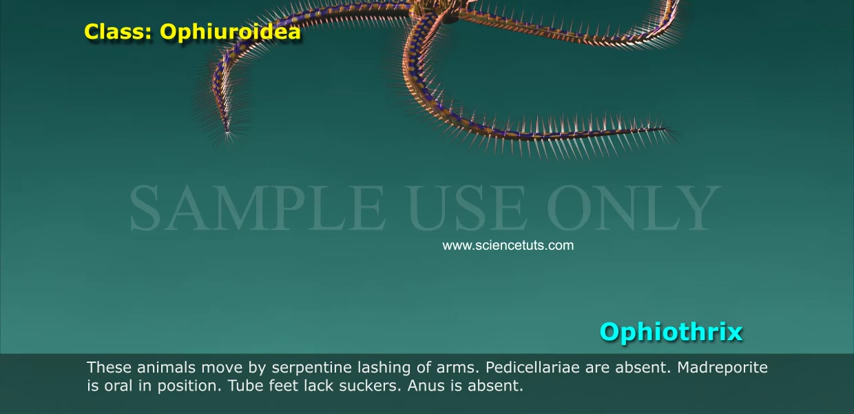 Class: Ophiuroidea
SAMPLE USE ONLY
www.sciencetuts.com
Ophiothrix
These animals move by serpentine lashing of arms. Pedicellariae are absent. Madreporite
is oral in position. Tube feet lack suckers. Anus is absent.